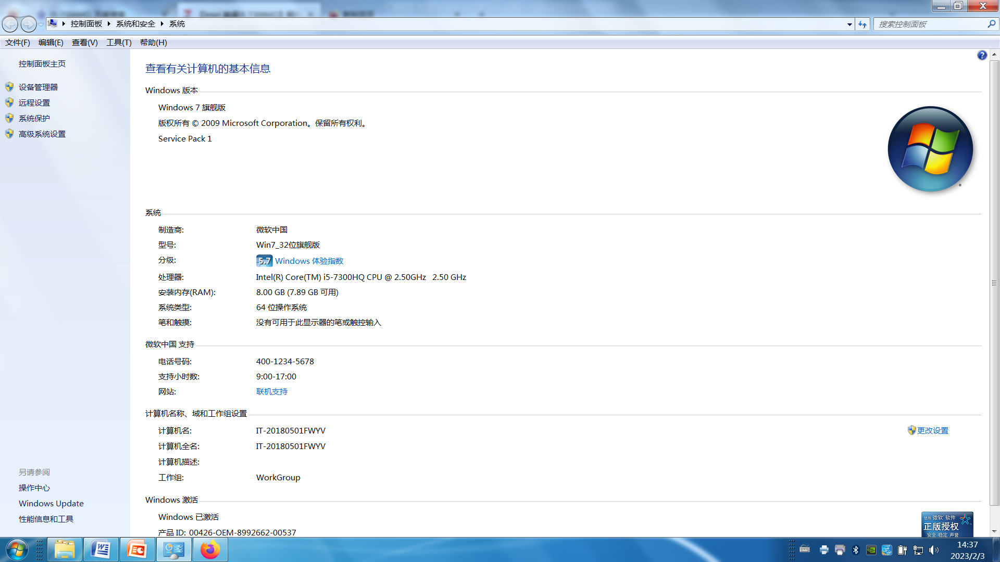 控制面板 系统和安全 系统
搜索控制面板
文件(F) 编辑(E) 查看(V) 工具(T) 帮助(H)
控制面板主页
设备管理器
远程设置
系统保护
高级系统设置
另请参阅
操作中心
Windows Update
性能信息和工具
查看有关计算机的基本信息
Windows 版本
Windows 7 旗舰版
版权所有 © 2009 Microsoft Corporation。保留所有权利。
Service Pack 1
系统
制造商: 微软中国
型号: Win7_32位旗舰版
分级: 5.7 Windows 体验指数
处理器: Intel(R) Core(TM) i5-7300HQ CPU @ 2.50GHz 2.50 GHz
安装内存(RAM): 8.00 GB (7.89 GB 可用)
系统类型: 64 位操作系统
笔和触摸: 没有可用于此显示器的笔或触控输入
微软中国 支持
电话号码: 400-1234-5678
支持小时数: 9:00-17:00
网站: 联机支持
计算机名称、域和工作组设置
计算机名: IT-20180501FWYV 更改设置
计算机全名: IT-20180501FWYV
计算机描述:
工作组: WorkGroup
Windows 激活
Windows 已激活
产品 ID: 00426-OEM-8992662-00537
使用 微软 软件
正版授权
安全 稳定 声誉
14:37
2023/2/3